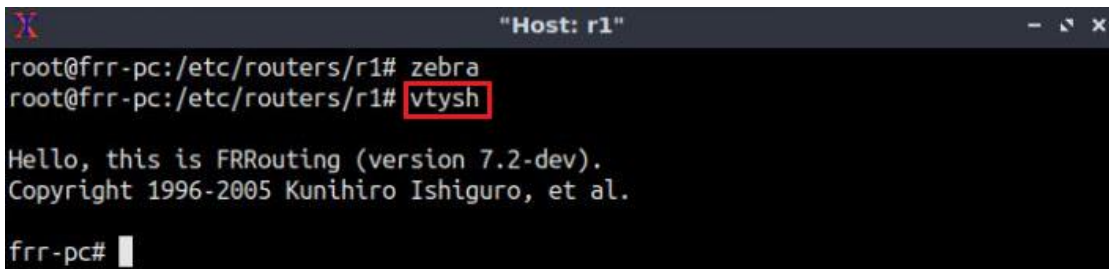 "Host: r1"
root@frr-pc:/etc/routers/r1# zebra
root@frr-pc:/etc/routers/r1# vtysh
Hello, this is FRRouting (version 7.2-dev).
Copyright 1996-2005 Kunihiro Ishiguro, et al.
frr-pc#